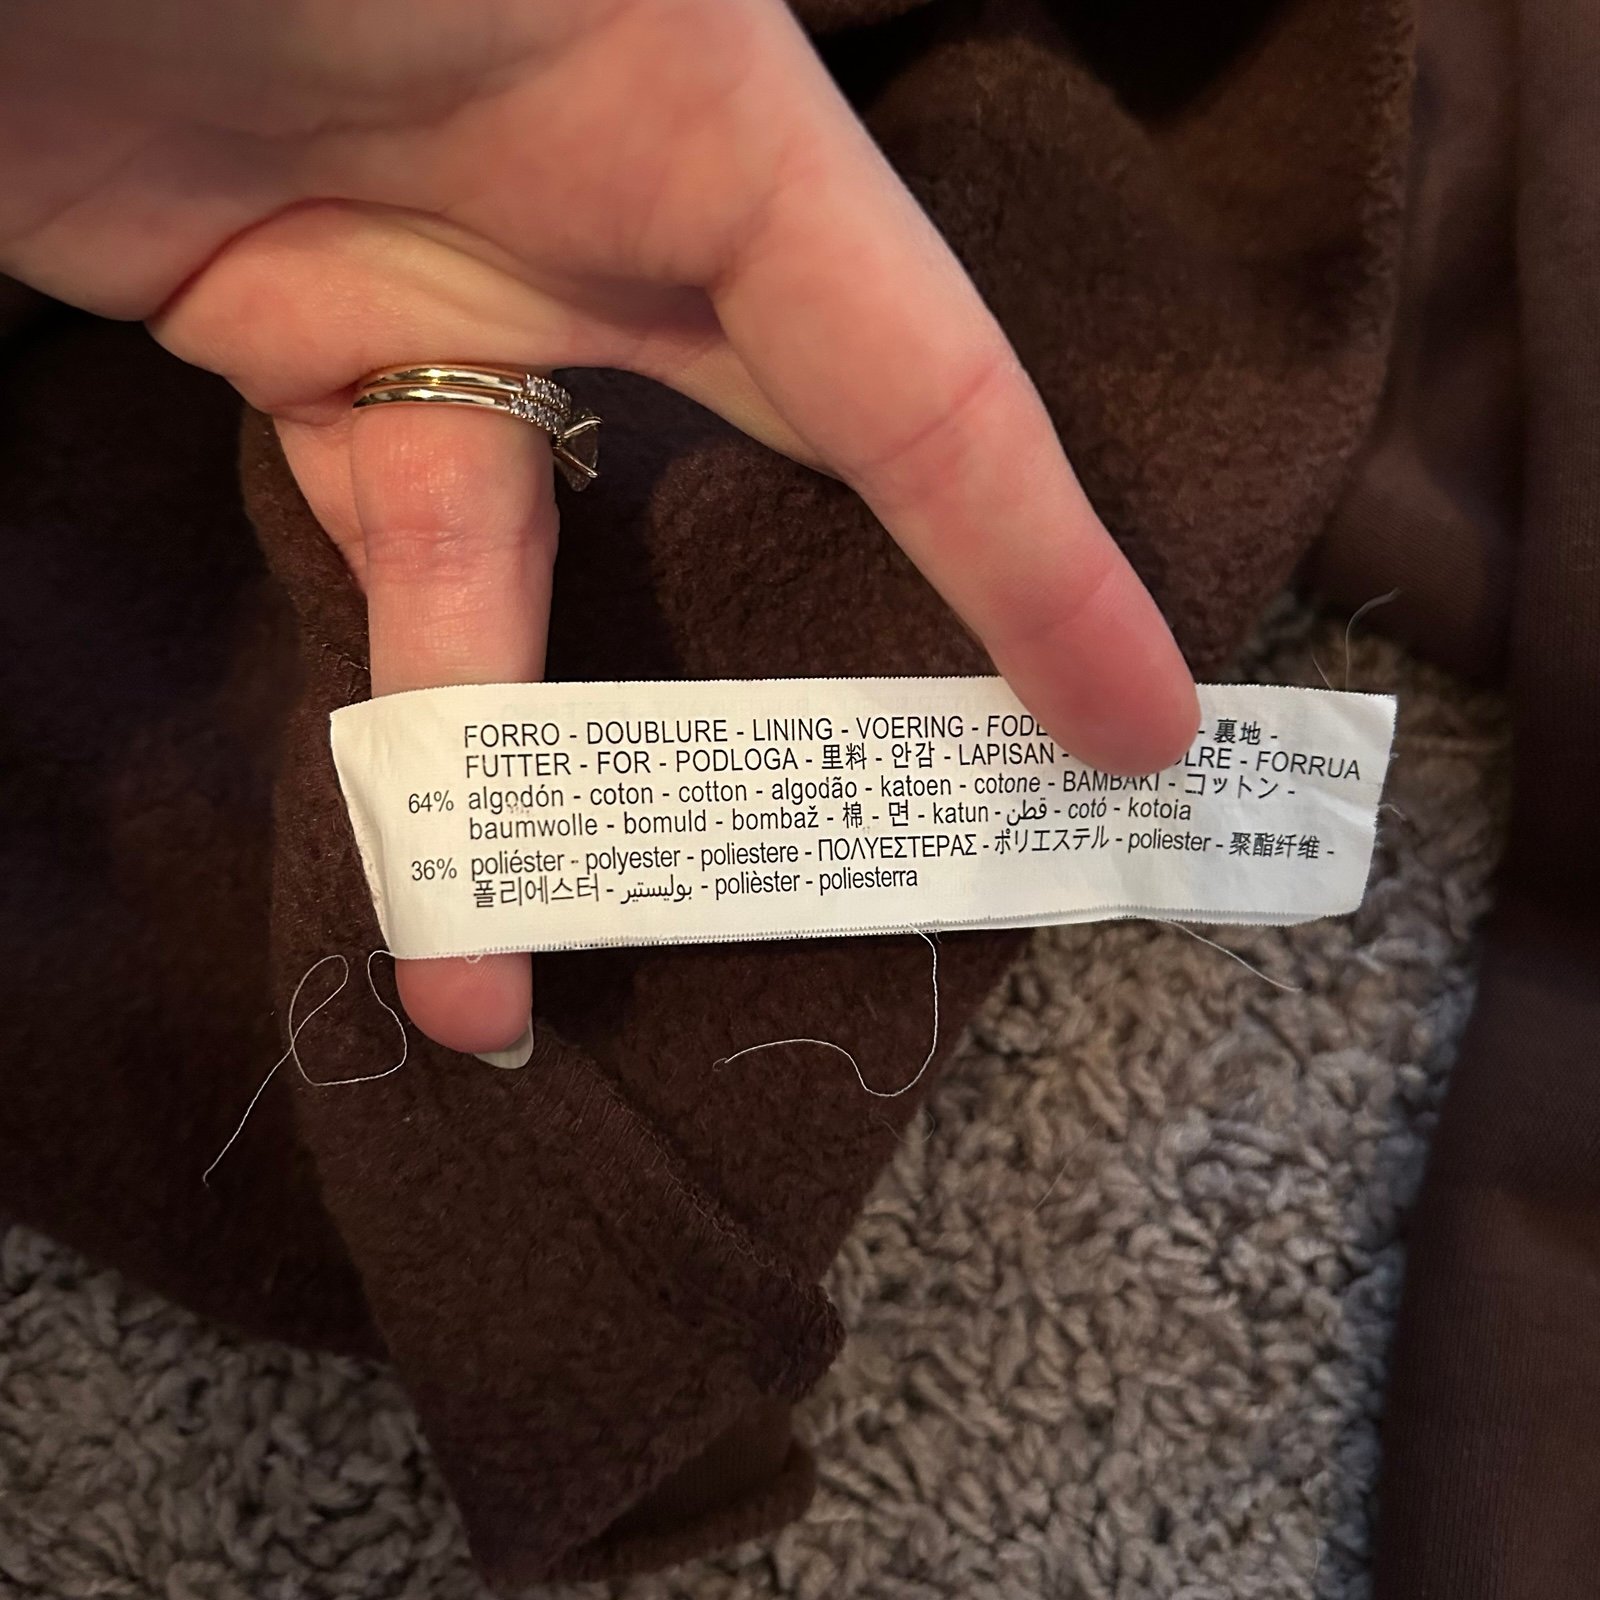 FORRO - DOUBLURE - LINING - VOERING - - 裏地 -
FUTTER - FOR - PODLOGA - 里料 - 안감 - LAPISAN - - FORRUA
64% algodón - coton - cotton - algodão - katoen - cotone - BAMBAKI - コットン -
baumwolle - bomuld - bombaž - 棉 - 면 - katun - قطن - cotó - kotoia
36% poliéster - polyester - poliestere - ΠΟΛΥΕΣΤΕΡΑΣ - ポリエステル - poliester - 聚酯纤维 -
폴리에스터 - بوليستير - polièster - poliesterra